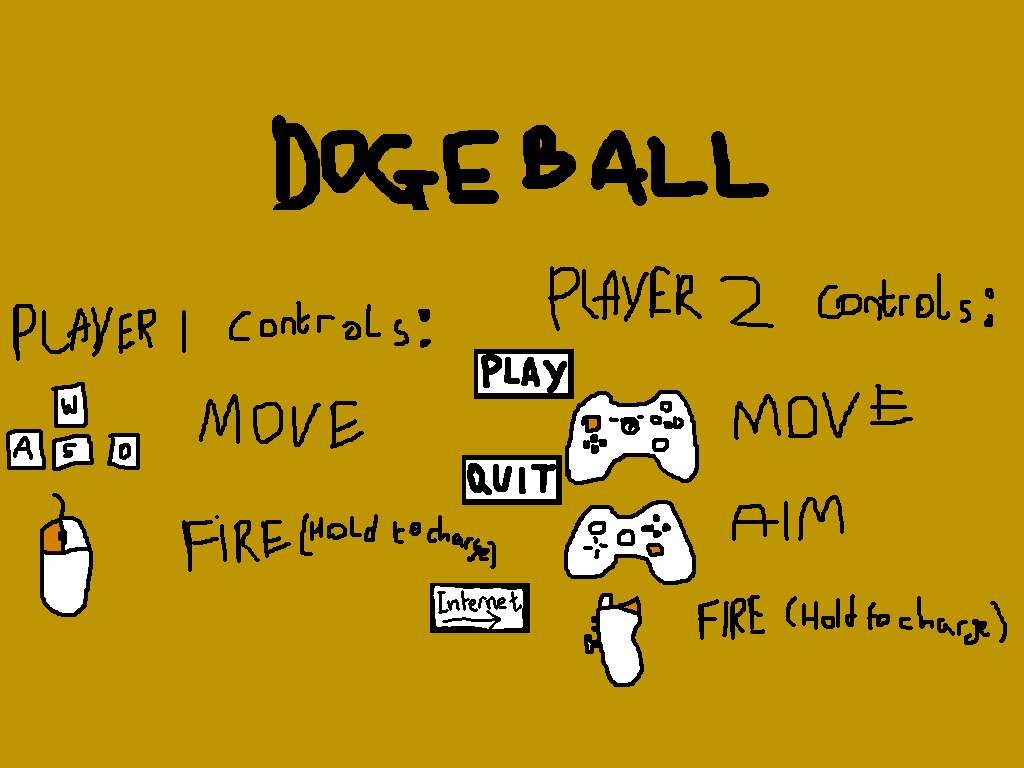 DOGEBALL
PLAYER 1 controls:
PLAYER 2 controls:
PLAY
W
A S D
MOVE
MOVE
QUIT
FIRE (Hold to charge)
AIM
Internet
FIRE (Hold to charge)